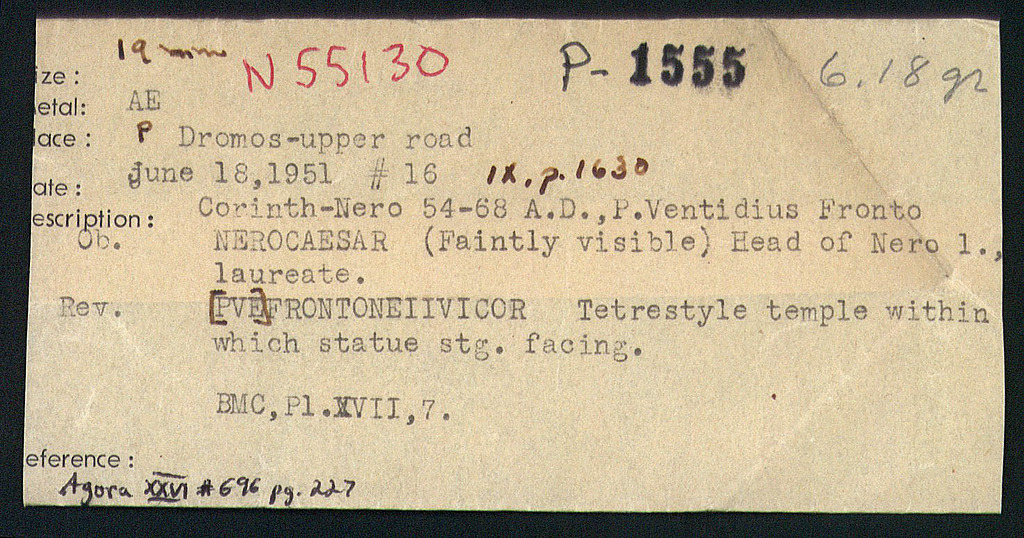 19 mm N 55130 P- 1555 6.18 gr
ize :
etal: AE
lace : P Dromos-upper road
ate : june 18,1951 # 16 IX. p. 1630
escription: Corinth-Nero 54-68 A.D.,P.Ventidius Fronto
Ob. NEROCAESAR (Faintly visible) Head of Nero l.,
laureate.
Rev. [PVE]FRONTONEIIVICOR Tetrestyle temple within
which statue stg. facing.
BMC,Pl.XVII,7.
eference :
Agora XXVI #696 pg. 227